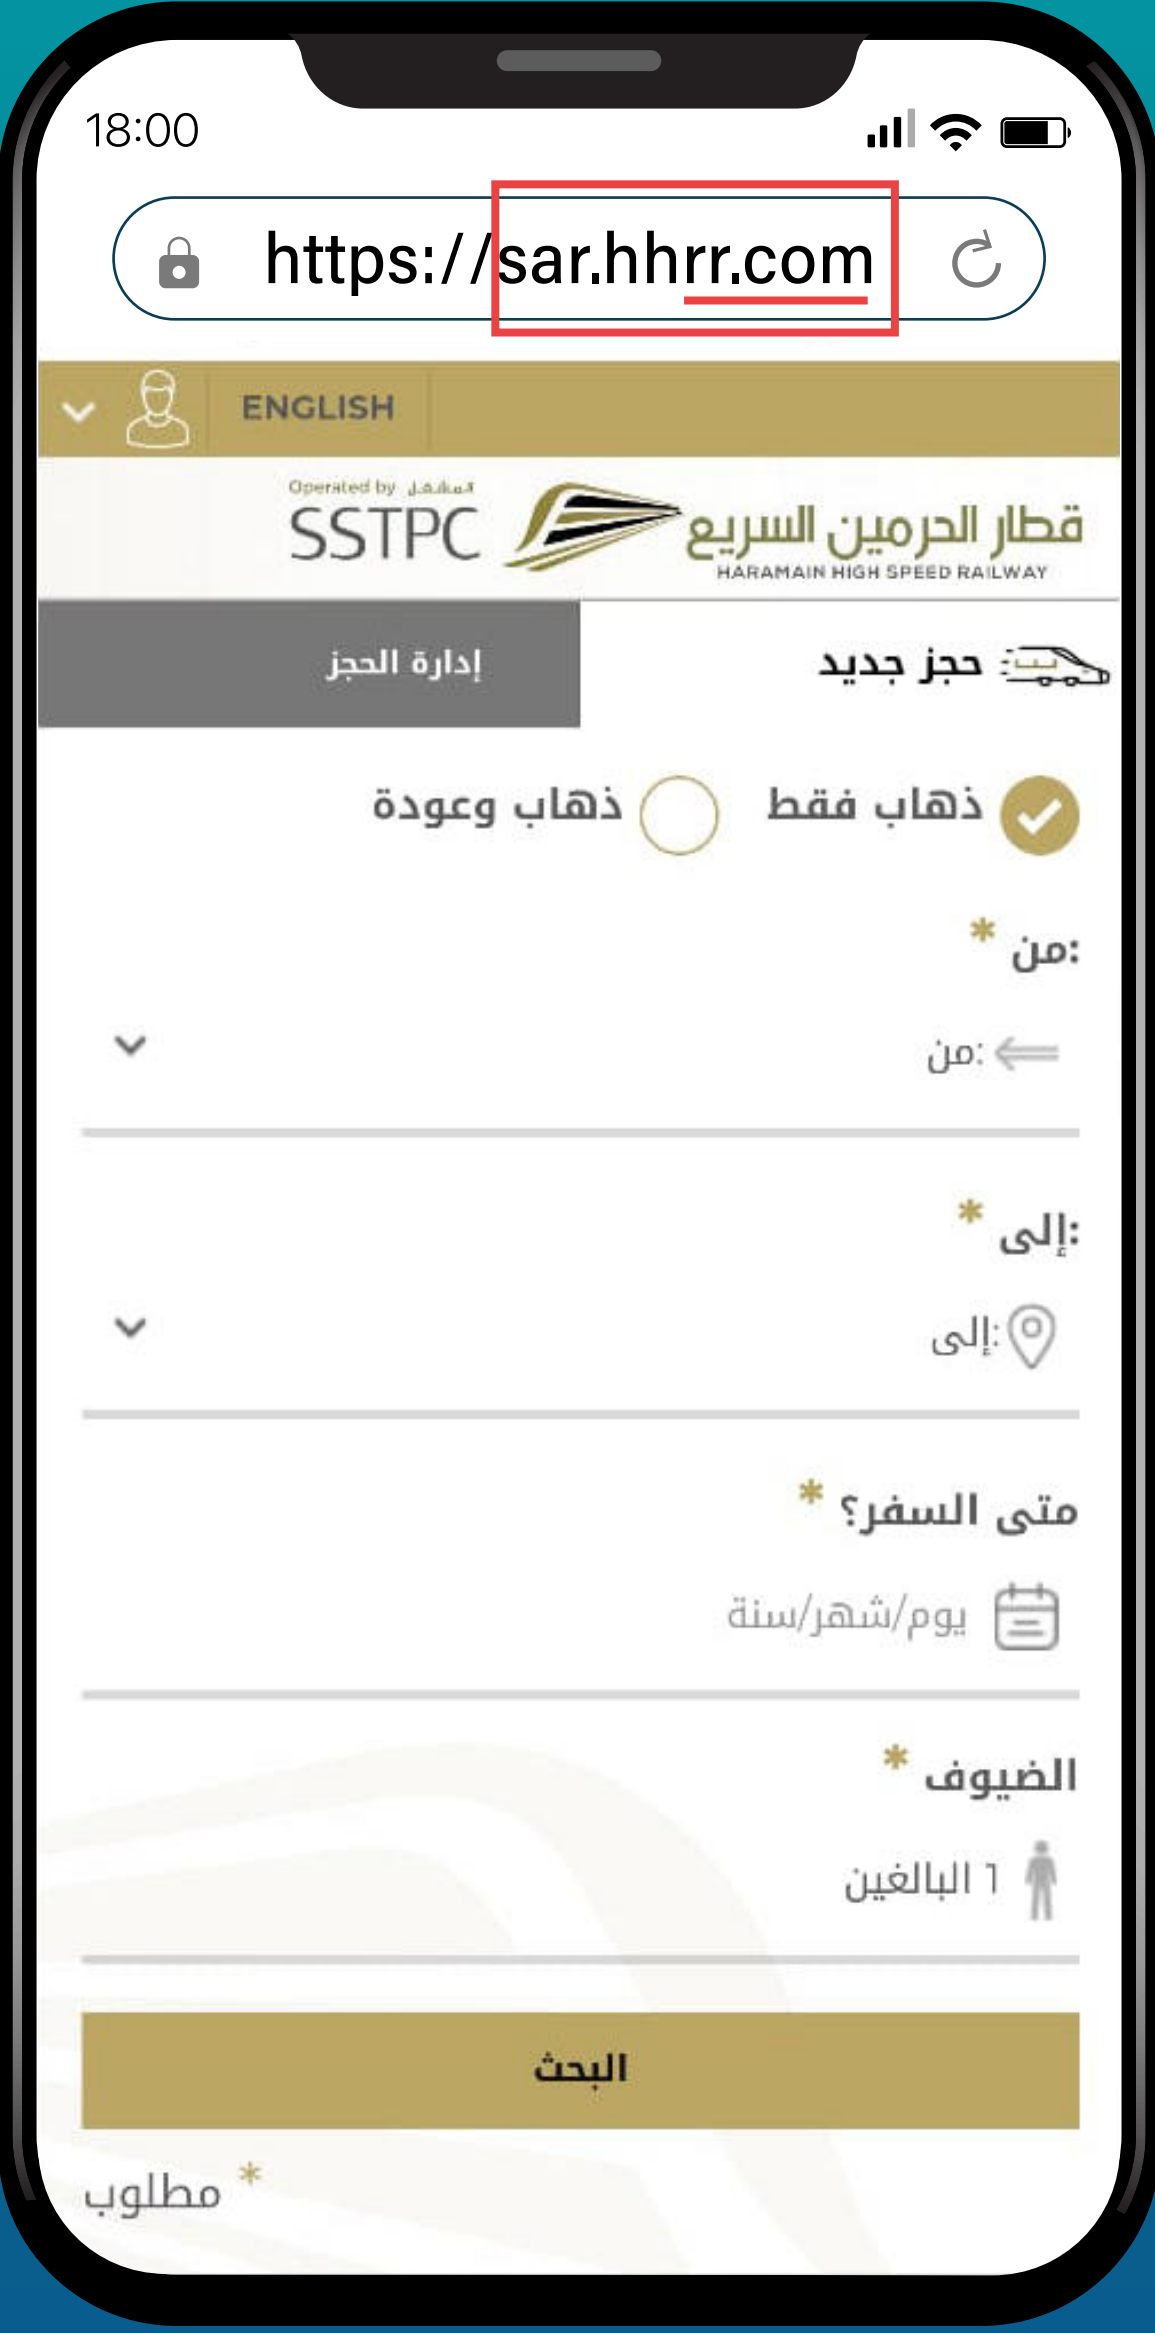 18:00
https://sar.hhrr.com
ENGLISH
Operated by المشغل
SSTPC
قطار الحرمين السريع
HARAMAIN HIGH SPEED RAILWAY
حجز جديد
إدارة الحجز
ذهاب فقط
ذهاب وعودة
من: *
من:
إلى: *
إلى:
متى السفر؟ *
يوم/شهر/سنة
الضيوف *
1 البالغين
البحث
* مطلوب